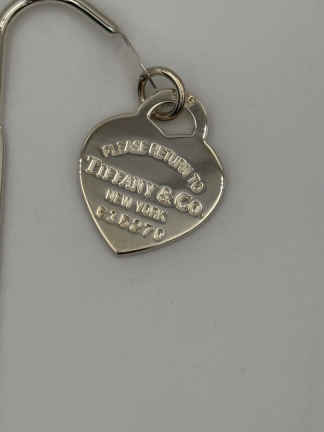 PLEASE RETURN TO
TIFFANY & CO.
NEW YORK